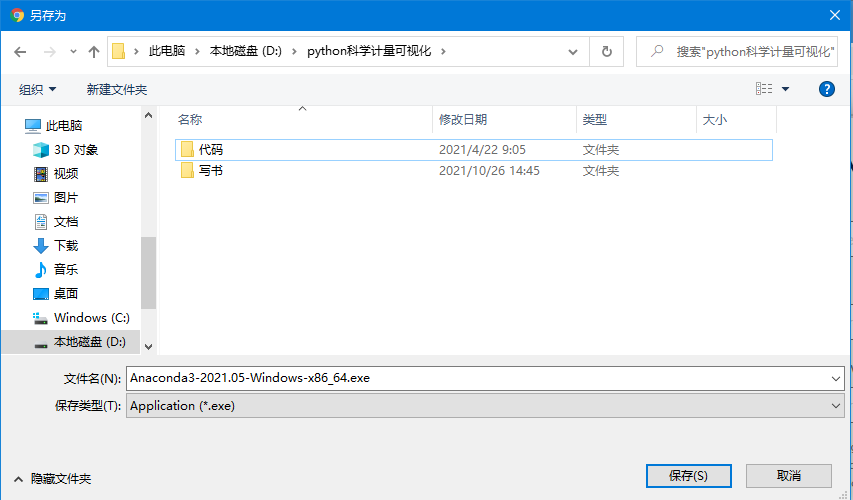 另存为
此电脑 本地磁盘 (D:) python科学计量可视化 搜索"python科学计量可视化"
组织 新建文件夹
名称 修改日期 类型 大小
代码 2021/4/22 9:05 文件夹
写书 2021/10/26 14:45 文件夹
此电脑
3D 对象
视频
图片
文档
下载
音乐
桌面
Windows (C:)
本地磁盘 (D:)
文件名(N): Anaconda3-2021.05-Windows-x86_64.exe
保存类型(T): Application (*.exe)
隐藏文件夹 保存(S) 取消